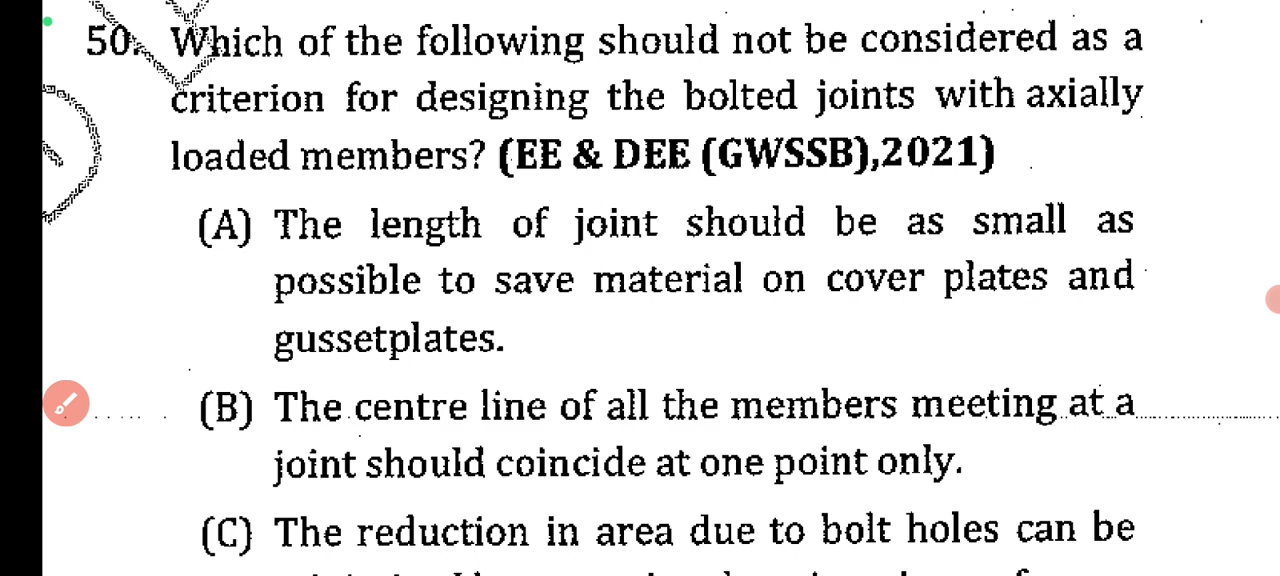 50. Which of the following should not be considered as a
criterion for designing the bolted joints with axially
loaded members? (EE & DEE (GWSSB),2021)
(A) The length of joint should be as small as
possible to save material on cover plates and
gussetplates.
(B) The centre line of all the members meeting at a
joint should coincide at one point only.
(C) The reduction in area due to bolt holes can be